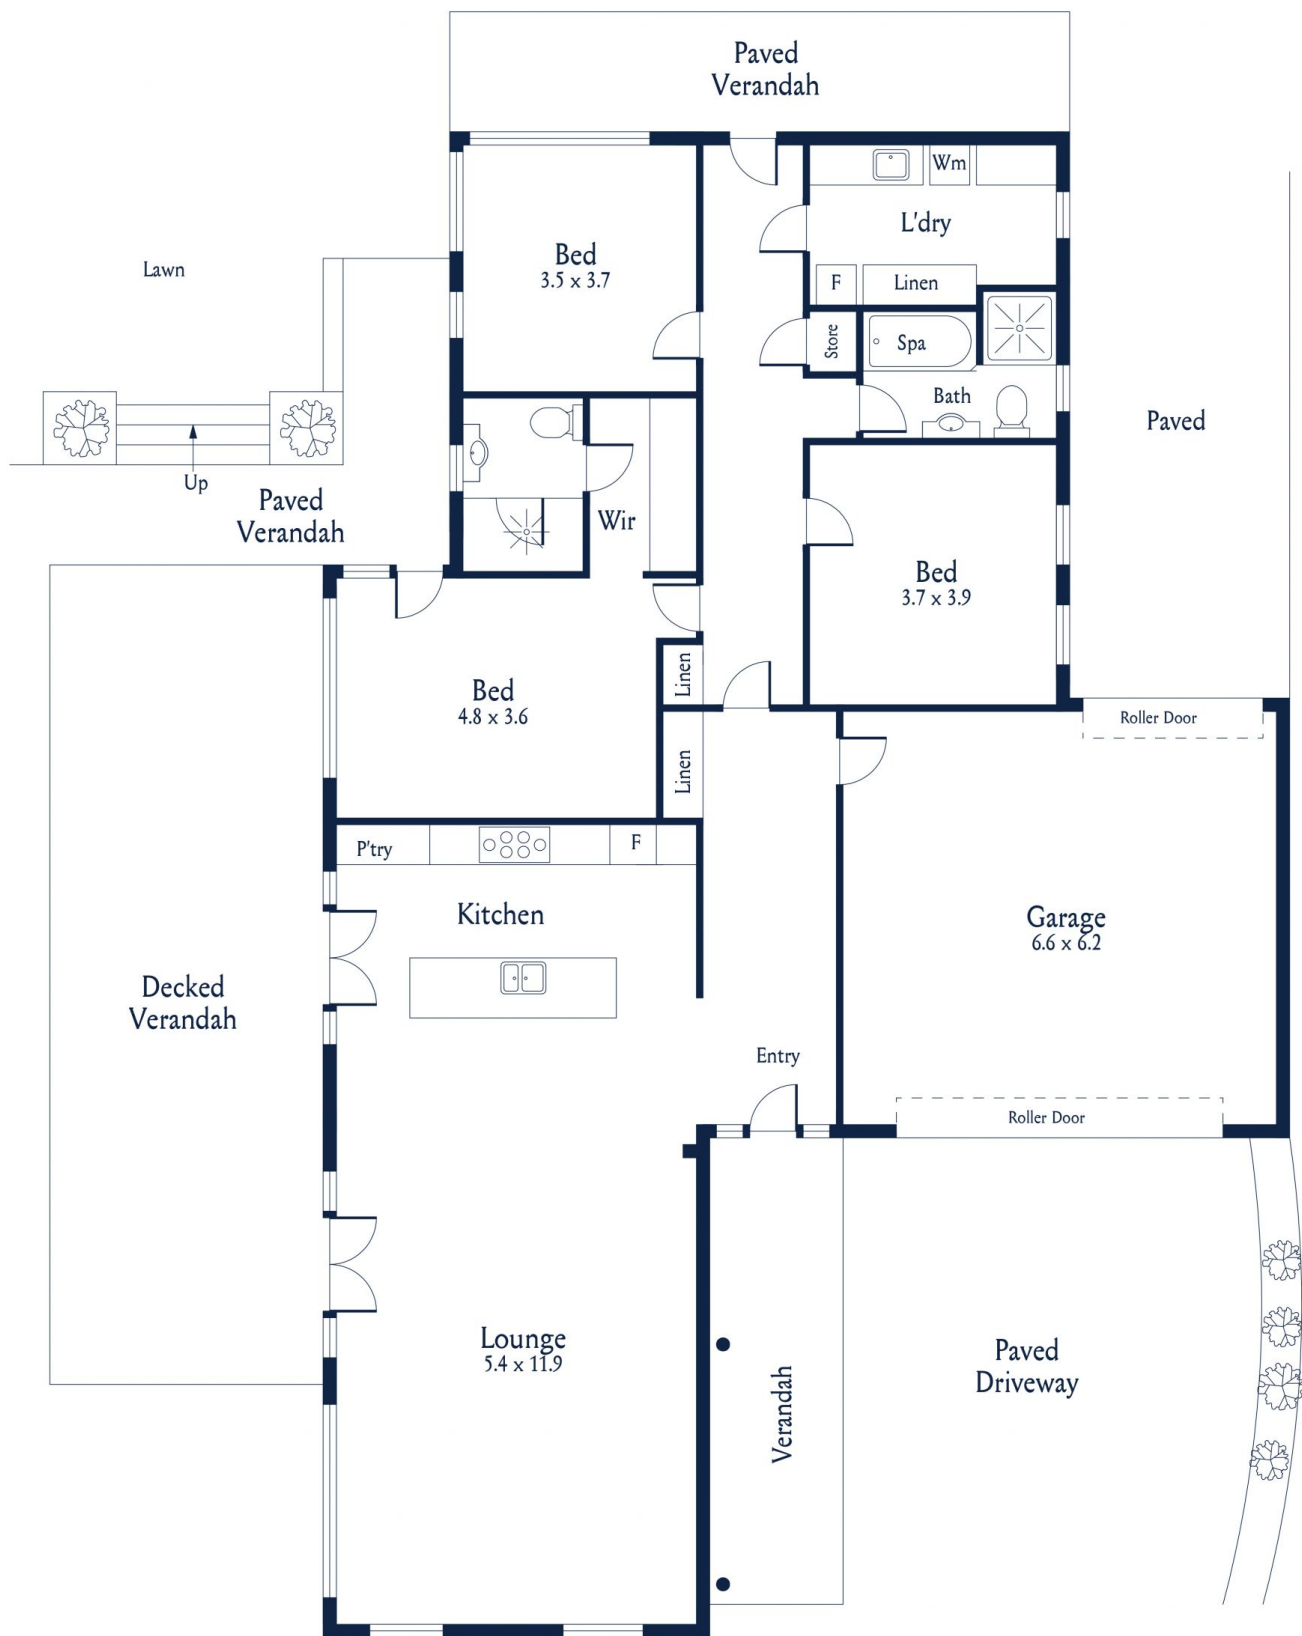 Paved
Verandah
Wm
L'dry
Bed
3.5 x 3.7
Lawn
F
Linen
Store
Spa
Bath
Paved
Up
Paved
Verandah
Wir
Bed
3.7 x 3.9
Linen
Bed
4.8 x 3.6
Roller Door
Linen
P'try
F
Kitchen
Garage
6.6 x 6.2
Decked
Verandah
Entry
Roller Door
Lounge
5.4 x 11.9
Verandah
Paved
Driveway